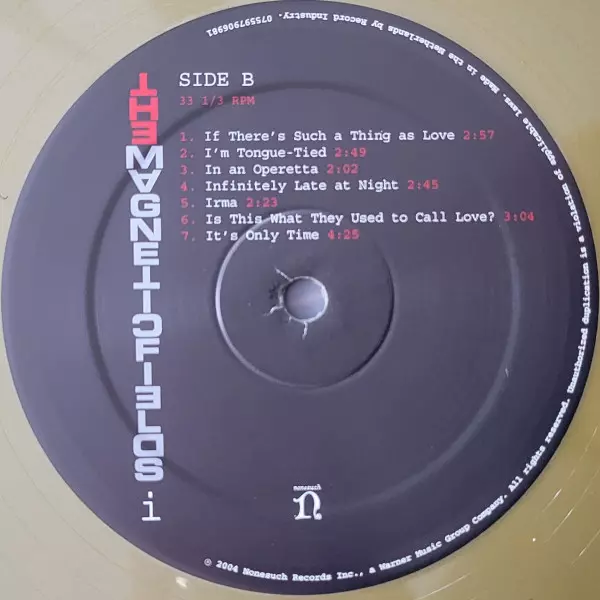 SIDE B
33 1/3 RPM
1. If There's Such a Thing as Love 2:57
2. I'm Tongue-Tied 2:49
3. In an Operetta 2:02
4. Infinitely Late at Night 2:45
5. Irma 2:23
6. Is This What They Used to Call Love? 3:04
7. It's Only Time 4:25
THE MAGNETIC FIELDS i
nonesuch
℗ 2004 Nonesuch Records Inc., a Warner Music Group Company. All rights reserved. Unauthorized duplication is a violation of applicable laws. Made in the Netherlands by Record Industry. 075597906981